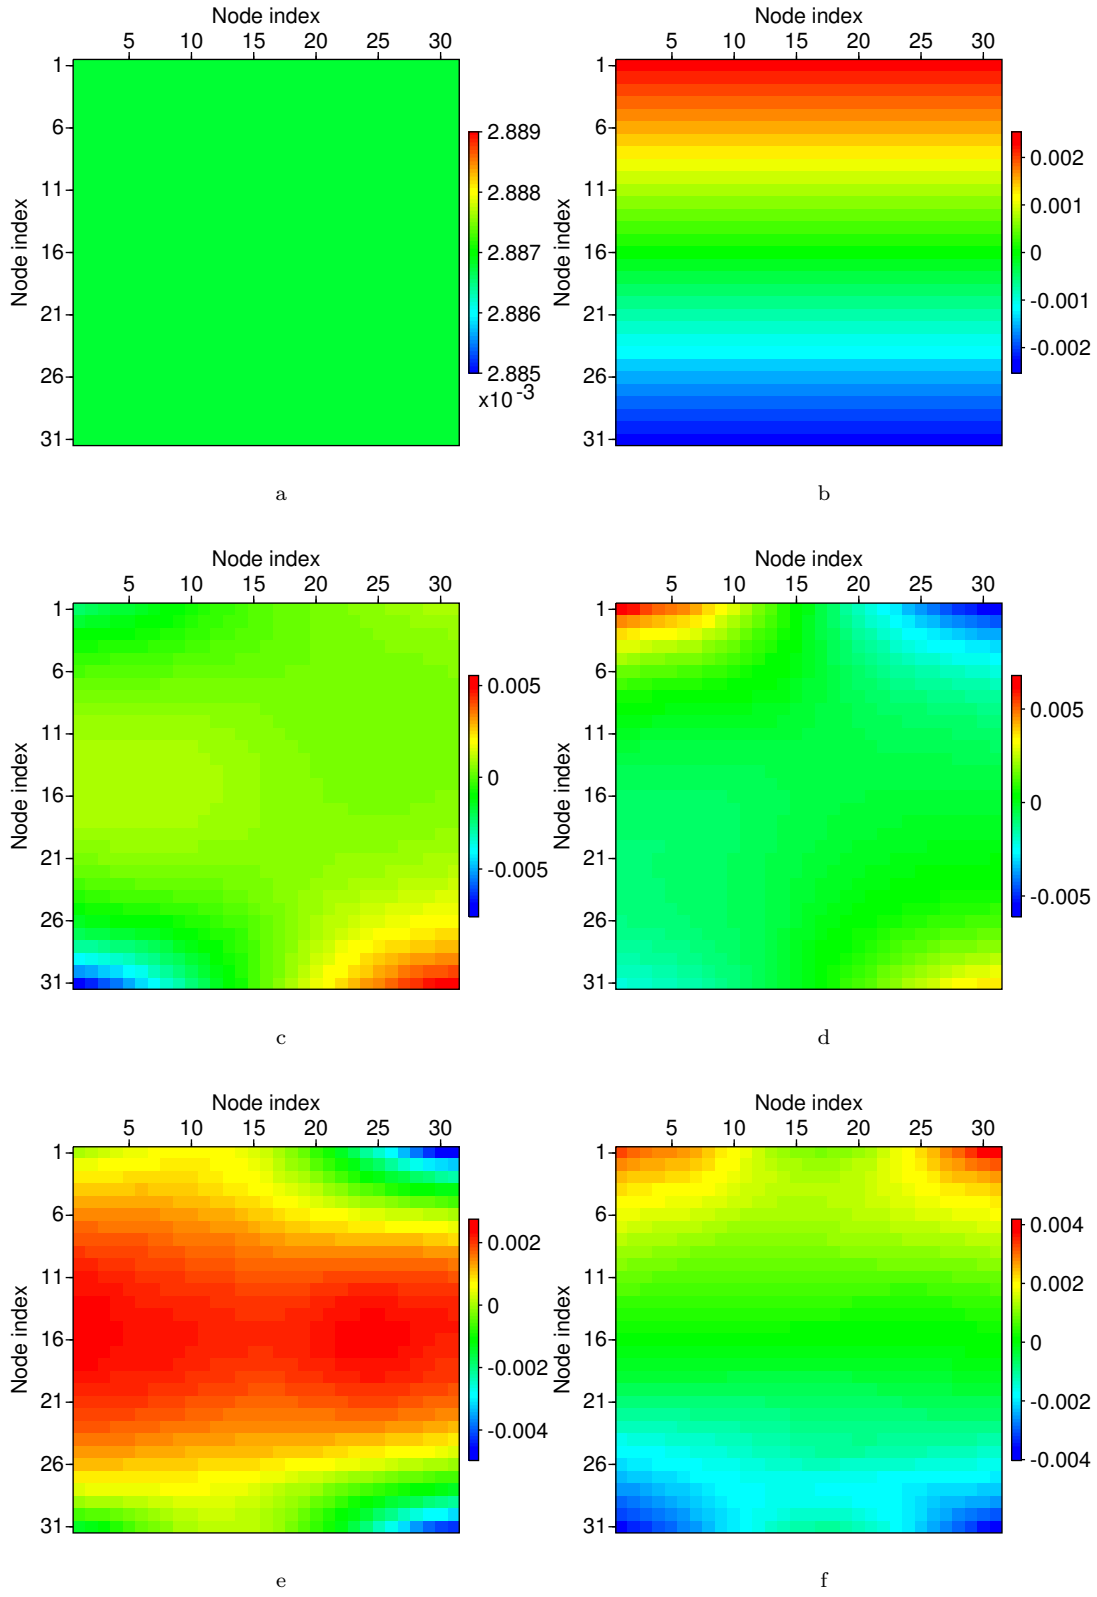 Node index Node index
5 10 15 20 25 30 5 10 15 20 25 30
1 6 11 16 21 26 31 1 6 11 16 21 26 31
Node index Node index
2.889 2.888 2.887 2.886 2.885 0.002 0.001 0 -0.001 -0.002
x10-3
a b
Node index Node index
5 10 15 20 25 30 5 10 15 20 25 30
1 6 11 16 21 26 31 1 6 11 16 21 26 31
Node index Node index
0.005 0 -0.005 0.005 0 -0.005
c d
Node index Node index
5 10 15 20 25 30 5 10 15 20 25 30
1 6 11 16 21 26 31 1 6 11 16 21 26 31
Node index Node index
0.002 0 -0.002 -0.004 0.004 0.002 0 -0.002 -0.004
e f